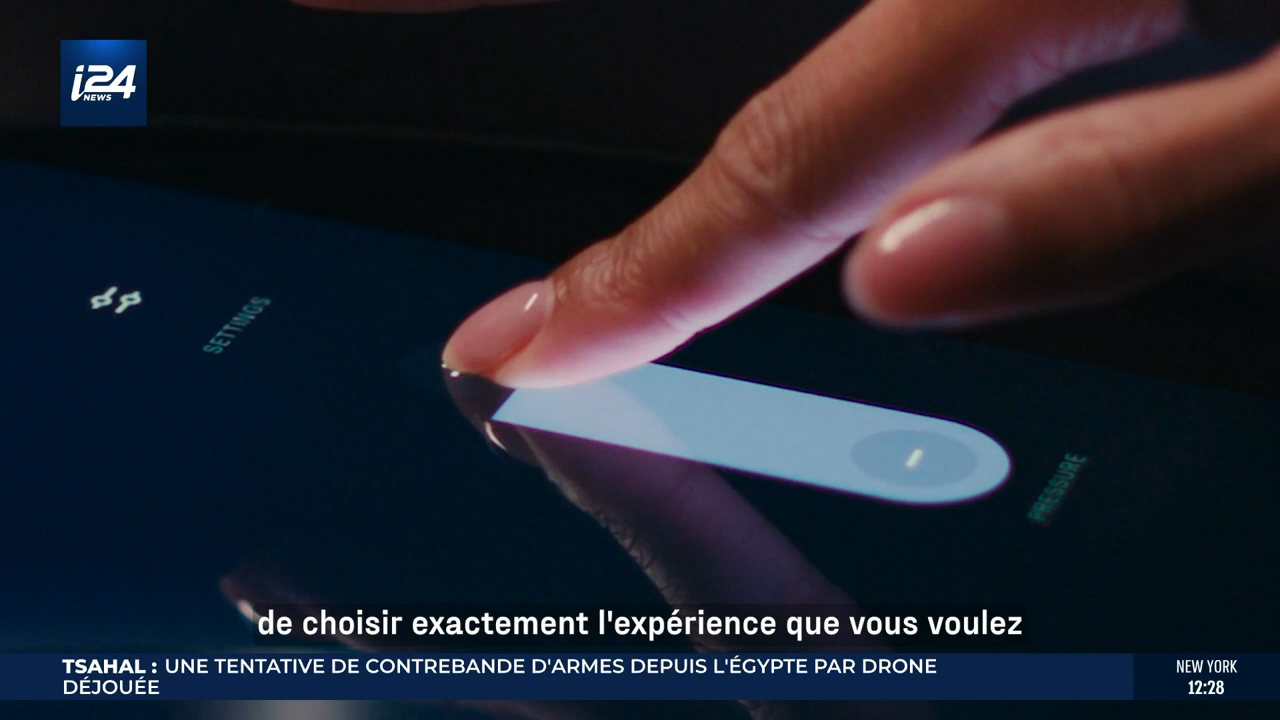 i24
NEWS
SETTINGS
PRESSURE
de choisir exactement l'expérience que vous voulez
TSAHAL : UNE TENTATIVE DE CONTREBANDE D'ARMES DEPUIS L'ÉGYPTE PAR DRONE
DÉJOUÉE
NEW YORK
12:28